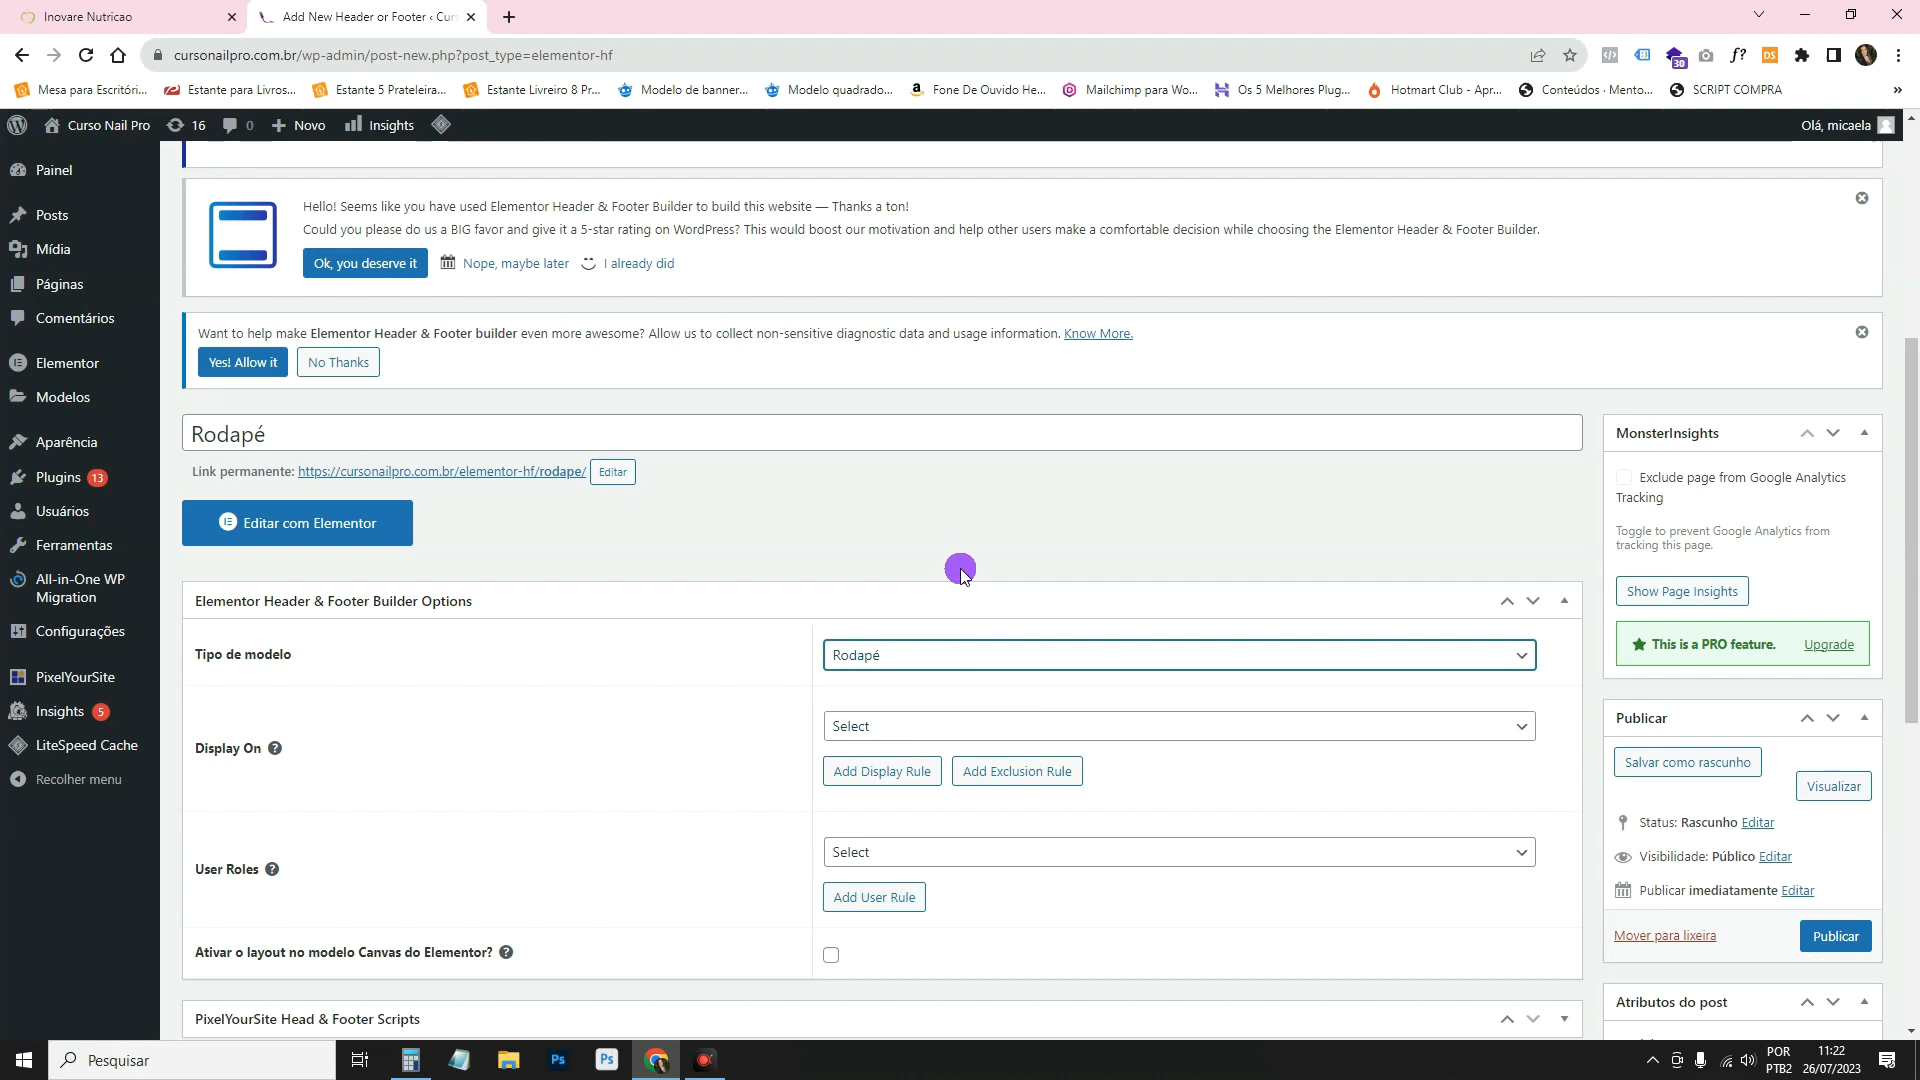 Inovare Nutricao
Add New Header or Footer ‹ Curs
cursonailpro.com.br/wp-admin/post-new.php?post_type=elementor-hf
30
f?
DS
Mesa para Escritóri...
Estante para Livros...
Estante 5 Prateleira...
Estante Livreiro 8 Pr...
Modelo de banner...
Modelo quadrado...
Fone De Ouvido He...
Mailchimp para Wo...
Os 5 Melhores Plug...
Hotmart Club - Apr...
Conteúdos · Mento...
SCRIPT COMPRA
»
Curso Nail Pro
16
0
Novo
Insights
Olá, micaela
Painel
Posts
Mídia
Páginas
Comentários
Elementor
Modelos
Aparência
Plugins 13
Usuários
Ferramentas
All-in-One WP
Migration
Configurações
PixelYourSite
Insights 5
LiteSpeed Cache
Recolher menu
Hello! Seems like you have used Elementor Header & Footer Builder to build this website — Thanks a ton!
Could you please do us a BIG favor and give it a 5-star rating on WordPress? This would boost our motivation and help other users make a comfortable decision while choosing the Elementor Header & Footer Builder.
Ok, you deserve it
Nope, maybe later
I already did
Want to help make Elementor Header & Footer builder even more awesome? Allow us to collect non-sensitive diagnostic data and usage information. Know More.
Yes! Allow it
No Thanks
Rodapé
Link permanente: https://cursonailpro.com.br/elementor-hf/rodape/ Editar
Editar com Elementor
Elementor Header & Footer Builder Options
Tipo de modelo
Rodapé
Display On
Select
Add Display Rule
Add Exclusion Rule
User Roles
Select
Add User Rule
Ativar o layout no modelo Canvas do Elementor?
PixelYourSite Head & Footer Scripts
MonsterInsights
Exclude page from Google Analytics
Tracking
Toggle to prevent Google Analytics from
tracking this page.
Show Page Insights
This is a PRO feature. Upgrade
Publicar
Salvar como rascunho
Visualizar
Status: Rascunho Editar
Visibilidade: Público Editar
Publicar imediatamente Editar
Mover para lixeira
Publicar
Atributos do post
Pesquisar
Ps
Ps
POR
PTB2
11:22
26/07/2023